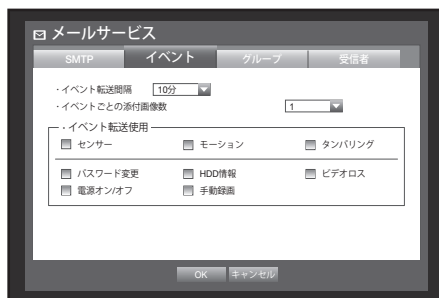 メールサービス
SMTP イベント グループ 受信者
・イベント転送間隔 10分
・イベントごとの添付画像数 1
・イベント転送使用
センサー モーション タンバリング
パスワード変更 HDD情報 ビデオロス
電源オン/オフ 手動録画
OK キャンセル